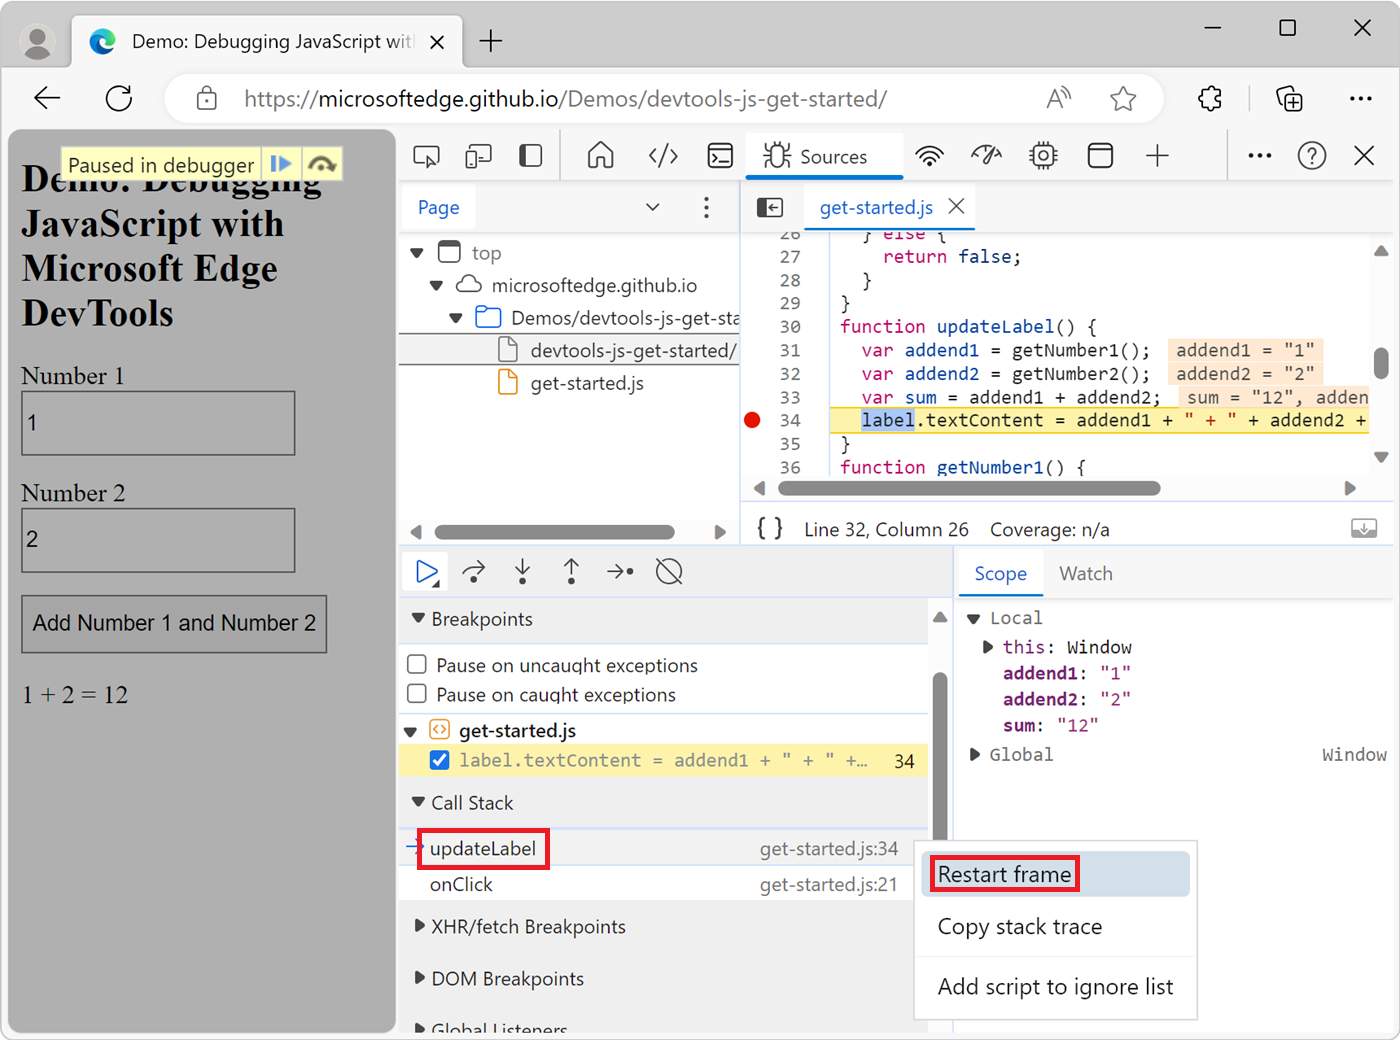 Demo: Debugging JavaScript wit
https://microsoftedge.github.io/Demos/devtools-js-get-started/
Paused in debugger
Demo: Debugging
JavaScript with
Microsoft Edge
DevTools
Number 1
1
Number 2
2
Add Number 1 and Number 2
1 + 2 = 12
Sources
Page
top
microsoftedge.github.io
Demos/devtools-js-get-sta
devtools-js-get-started/
get-started.js
get-started.js
26 } else {
27 return false;
28 }
29 }
30 function updateLabel() {
31 var addend1 = getNumber1(); addend1 = "1"
32 var addend2 = getNumber2(); addend2 = "2"
33 var sum = addend1 + addend2; sum = "12", adden
34 label.textContent = addend1 + " + " + addend2 +
35 }
36 function getNumber1() {
{ } Line 32, Column 26 Coverage: n/a
Breakpoints
Pause on uncaught exceptions
Pause on caught exceptions
get-started.js
label.textContent = addend1 + " + " +… 34
Call Stack
updateLabel get-started.js:34
onClick get-started.js:21
XHR/fetch Breakpoints
DOM Breakpoints
Global Listeners
Scope Watch
Local
this: Window
addend1: "1"
addend2: "2"
sum: "12"
Global Window
Restart frame
Copy stack trace
Add script to ignore list